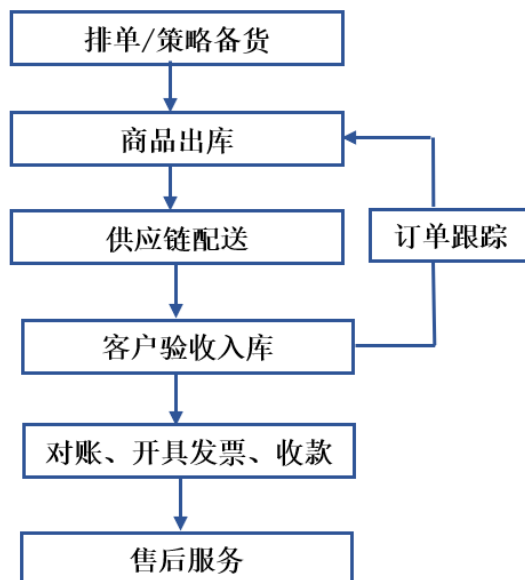 排单/策略备货
商品出库
供应链配送
订单跟踪
客户验收入库
对账、开具发票、收款
售后服务